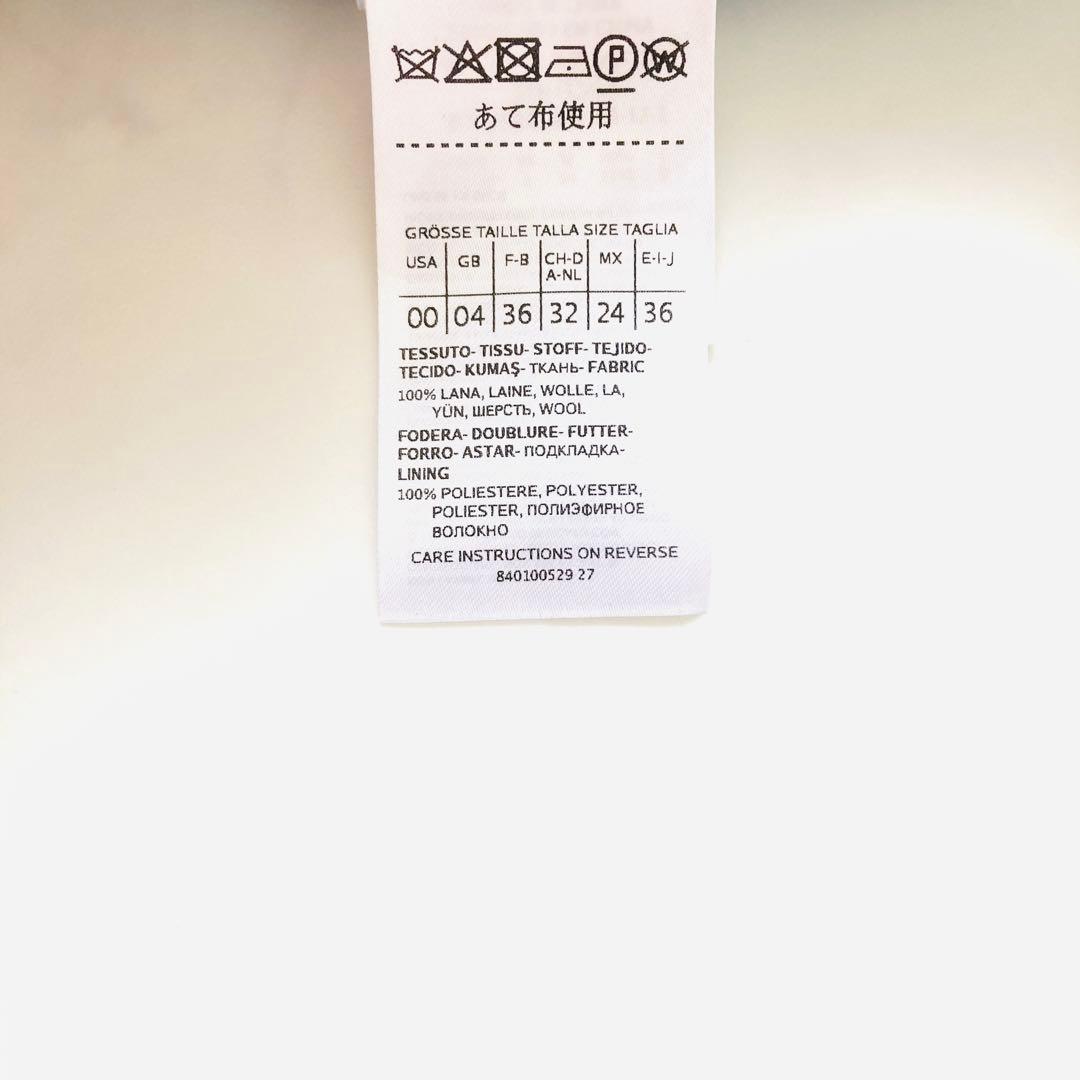 あて布使用
GRÖSSE TAILLE TALLA SIZE TAGLIA
USA GB F-B CH-D A-NL MX E-I-J
00 04 36 32 24 36
TESSUTO- TISSU- STOFF- TEJIDO-
TECIDO- KUMAŞ- ТКАНЬ- FABRIC
100% LANA, LAINE, WOLLE, LA,
YÜN, ШЕРСТЬ, WOOL
FODERA- DOUBLURE- FUTTER-
FORRO- ASTAR- ПОДКЛАДКА-
LINING
100% POLIESTERE, POLYESTER,
POLIESTER, ПОЛИЭФИРНОЕ
ВОЛОКНО
CARE INSTRUCTIONS ON REVERSE
840100529 27